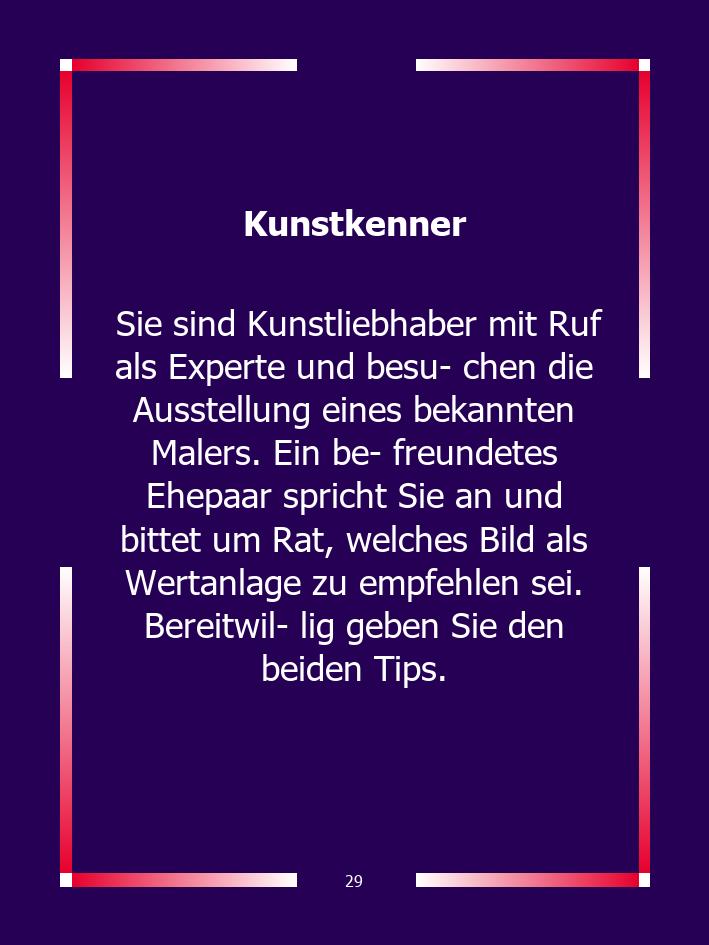 Kunstkenner
Sie sind Kunstliebhaber mit Ruf
als Experte und besu- chen die
Ausstellung eines bekannten
Malers. Ein be- freundetes
Ehepaar spricht Sie an und
bittet um Rat, welches Bild als
Wertanlage zu empfehlen sei.
Bereitwil- lig geben Sie den
beiden Tips.
29